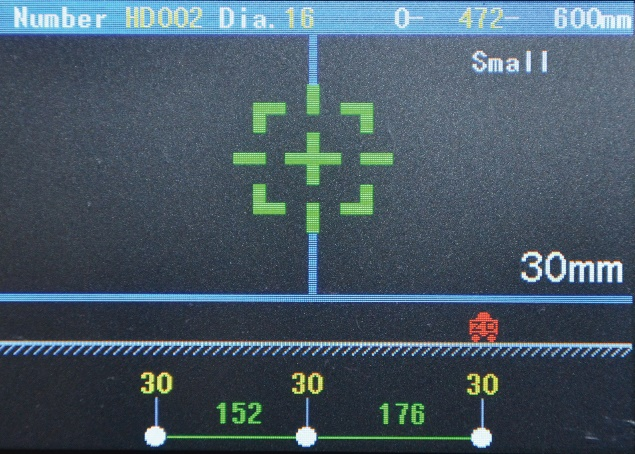 Number HD002 Dia.16 0- 472- 600mm
Small
30mm
30 30 30
152 176